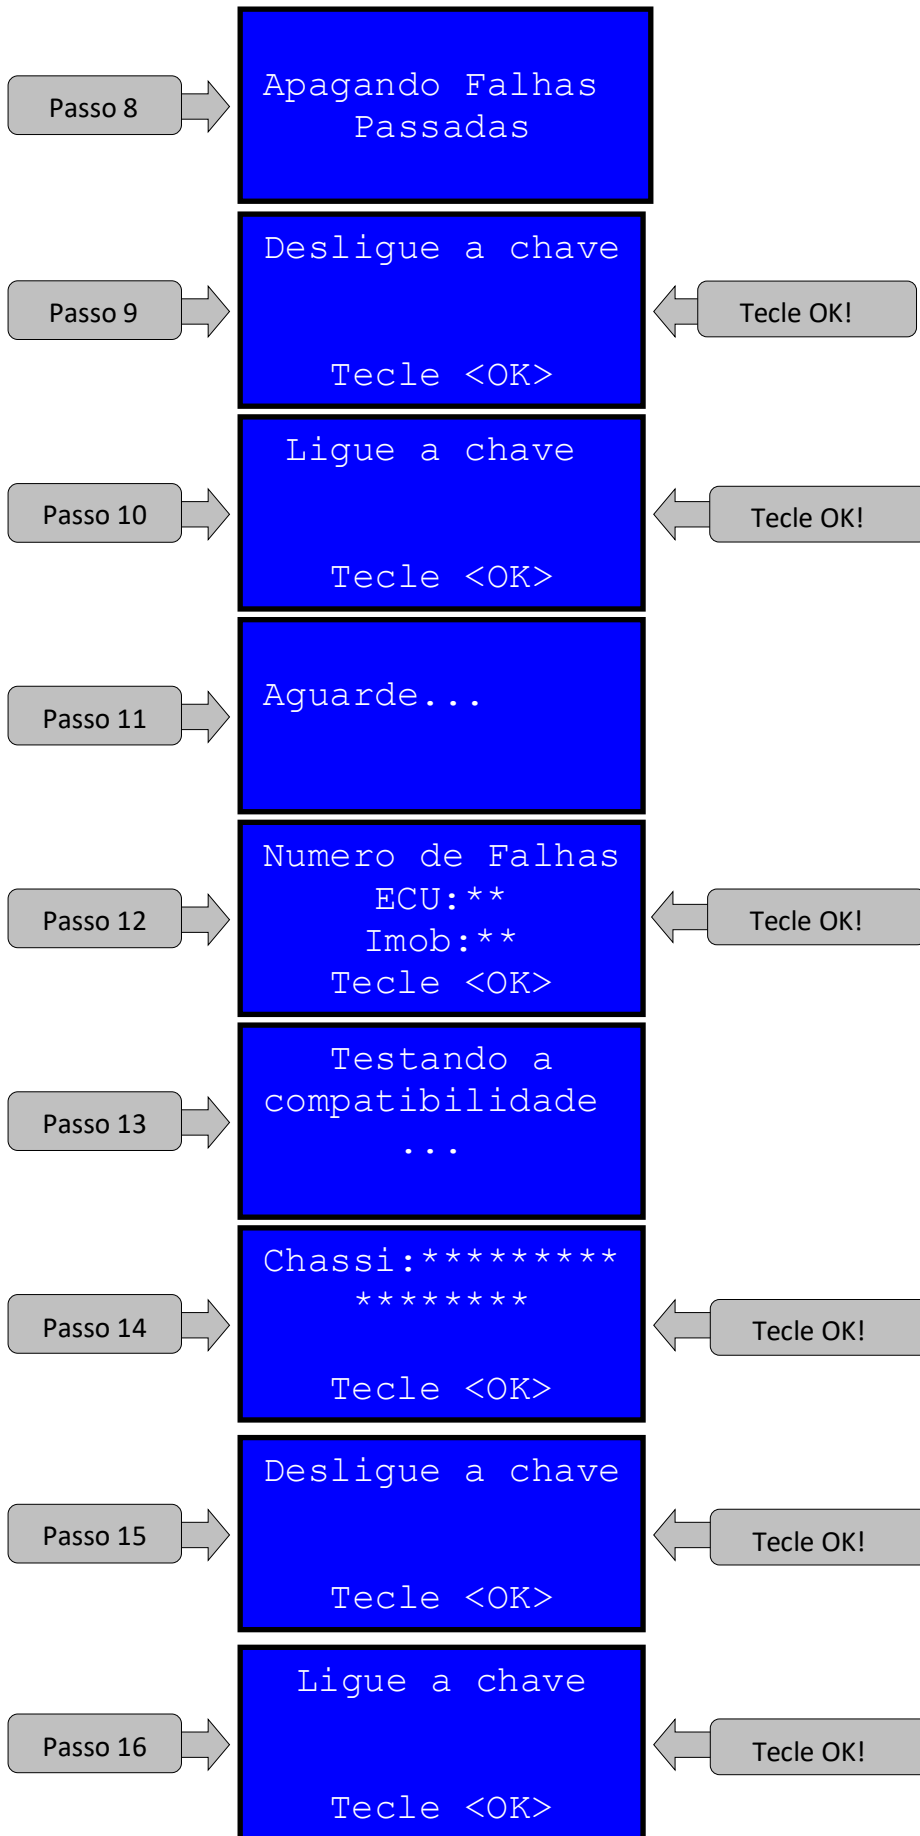 Passo 8
Apagando Falhas
Passadas
Passo 9
Desligue a chave
Tecle <OK>
Tecle OK!
Passo 10
Ligue a chave
Tecle <OK>
Tecle OK!
Passo 11
Aguarde...
Passo 12
Numero de Falhas
ECU:**
Imob:**
Tecle <OK>
Tecle OK!
Passo 13
Testando a
compatibilidade
...
Passo 14
Chassi:*********
********
Tecle <OK>
Tecle OK!
Passo 15
Desligue a chave
Tecle <OK>
Tecle OK!
Passo 16
Ligue a chave
Tecle <OK>
Tecle OK!